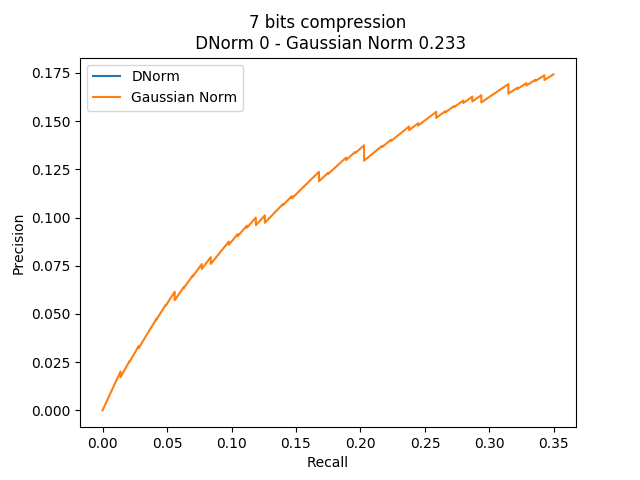 7 bits compression
DNorm 0 - Gaussian Norm 0.233
DNorm
Gaussian Norm
0.175
0.150
0.125
0.100
0.075
0.050
0.025
0.000
Precision
0.00 0.05 0.10 0.15 0.20 0.25 0.30 0.35
Recall